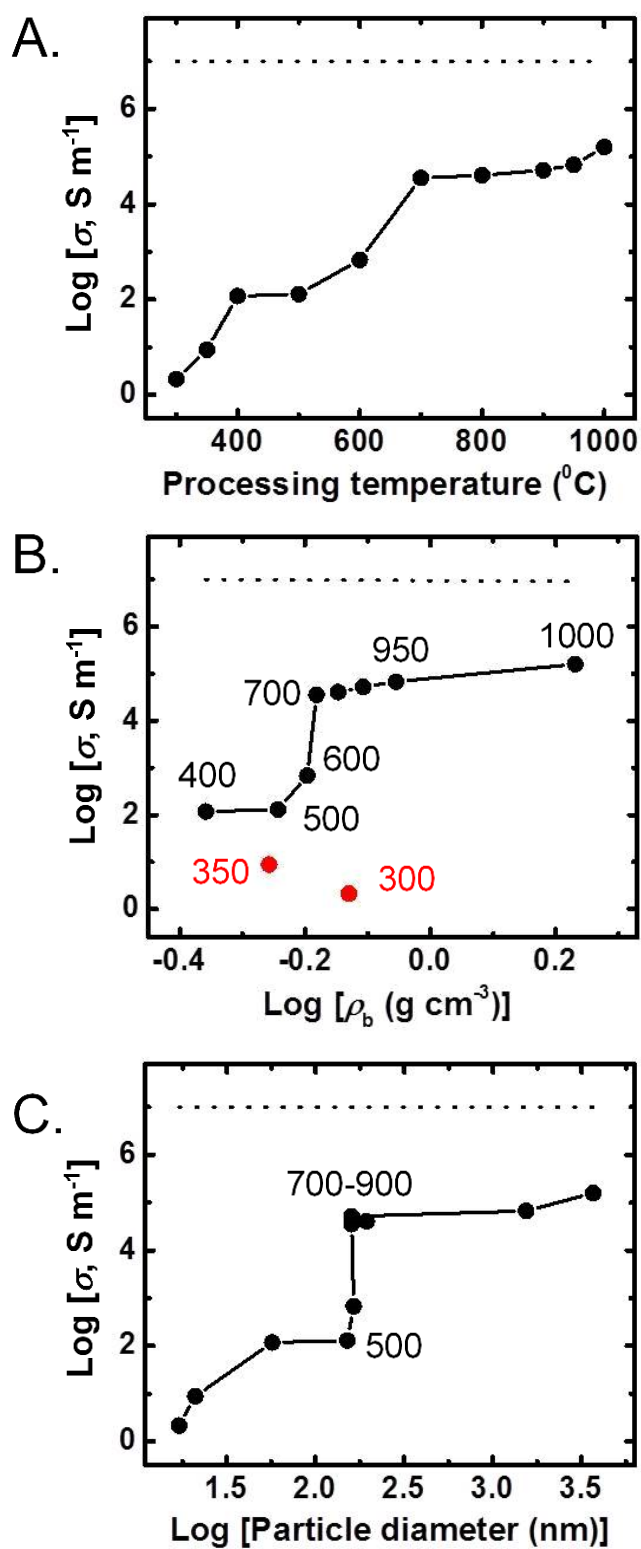 A.
Log [σ, S m⁻¹]
6
4
2
0
400 600 800 1000
Processing temperature (⁰C)
B.
Log [σ, S m⁻¹]
6
4
2
0
1000
950
700
600
400
500
350
300
-0.4 -0.2 0.0 0.2
Log [ρb (g cm⁻³)]
C.
Log [σ, S m⁻¹]
6
4
2
0
700-900
500
1.5 2.0 2.5 3.0 3.5
Log [Particle diameter (nm)]